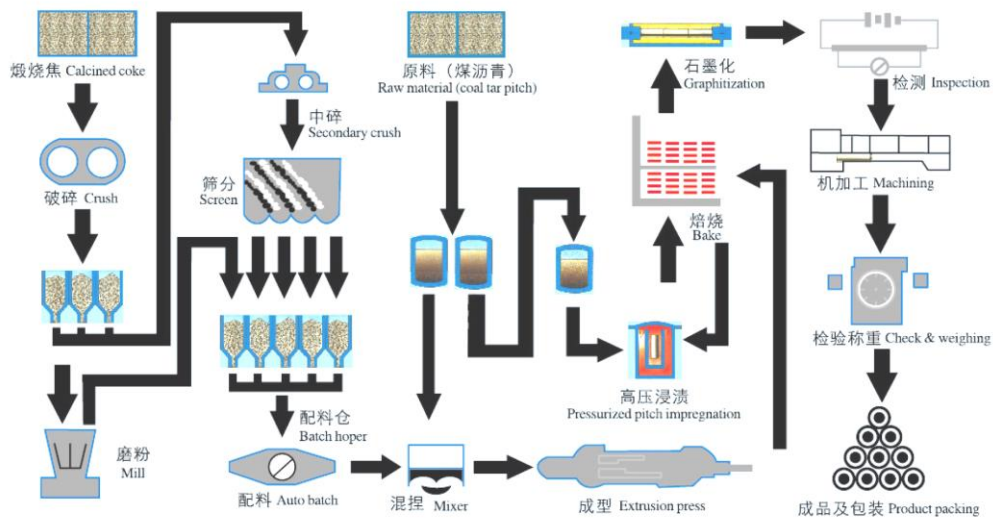 煅烧焦 Calcined coke
破碎 Crush
磨粉
Mill
中碎
Secondary crush
筛分
Screen
配料仓
Batch hoper
配料 Auto batch
原料（煤沥青）
Raw material (coal tar pitch)
混捏 Mixer
成型 Extrusion press
高压浸渍
Pressurized pitch impregnation
焙烧
Bake
石墨化
Graphitization
检测 Inspection
机加工 Machining
检验称重 Check & weighing
成品及包装 Product packing